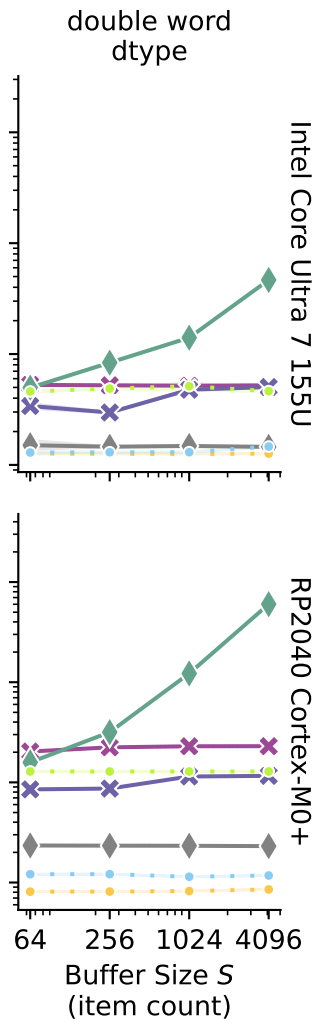 double word
dtype
Intel Core Ultra 7 155U
RP2040 Cortex-M0+
64 256 1024 4096
Buffer Size S
(item count)